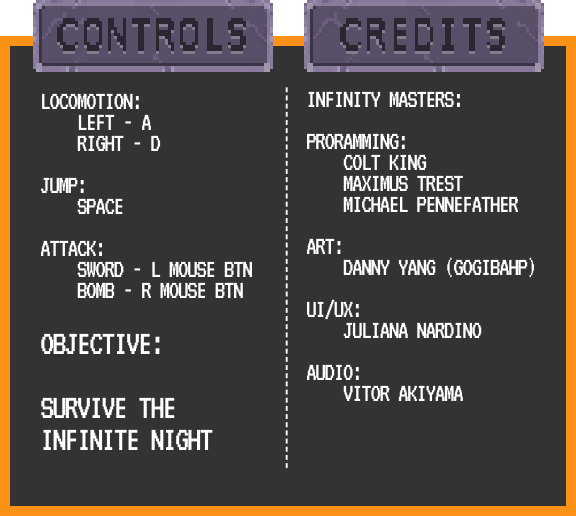 CONTROLS
LOCOMOTION:
LEFT - A
RIGHT - D
JUMP:
SPACE
ATTACK:
SWORD - L MOUSE BTN
BOMB - R MOUSE BTN
OBJECTIVE:
SURVIVE THE
INFINITE NIGHT
CREDITS
INFINITY MASTERS:
PRORAMMING:
COLT KING
MAXIMUS TREST
MICHAEL PENNEFATHER
ART:
DANNY YANG (GOGIBAHP)
UI/UX:
JULIANA NARDINO
AUDIO:
VITOR AKIYAMA